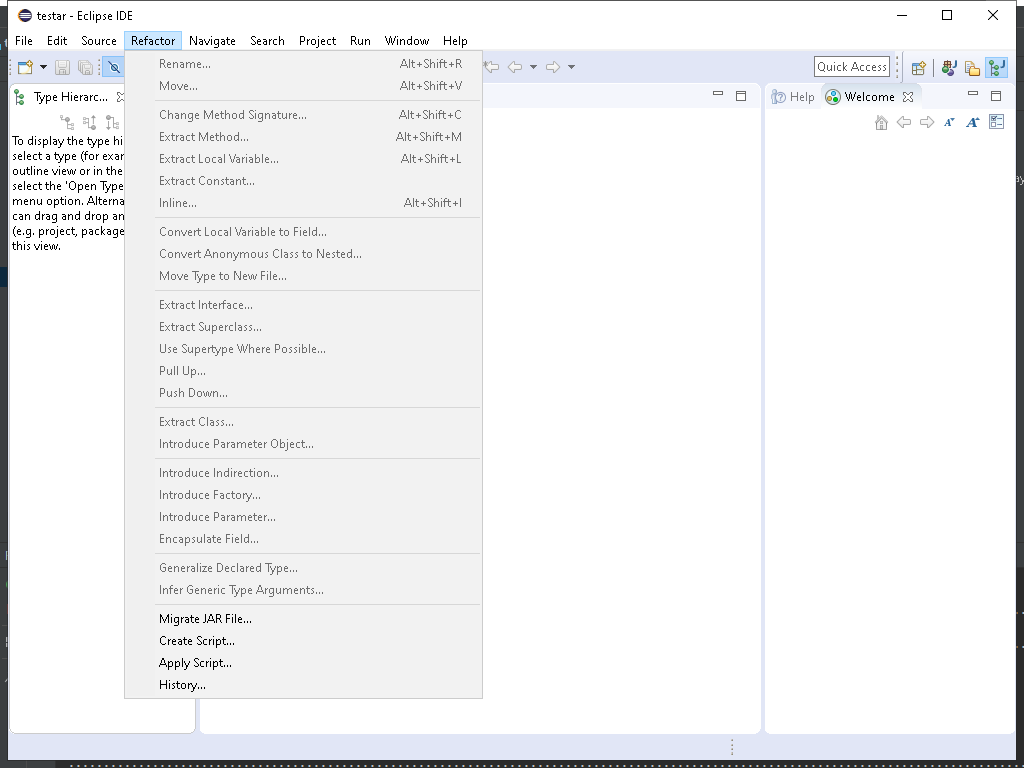 testar - Eclipse IDE
File Edit Source Refactor Navigate Search Project Run Window Help
Quick Access
Type Hierarc...
Help Welcome
To display the type hi
select a type (for exar
outline view or in the
select the 'Open Type
menu option. Alterna
can drag and drop an
(e.g. project, package
this view.
Rename... Alt+Shift+R
Move... Alt+Shift+V
Change Method Signature... Alt+Shift+C
Extract Method... Alt+Shift+M
Extract Local Variable... Alt+Shift+L
Extract Constant...
Inline... Alt+Shift+I
Convert Local Variable to Field...
Convert Anonymous Class to Nested...
Move Type to New File...
Extract Interface...
Extract Superclass...
Use Supertype Where Possible...
Pull Up...
Push Down...
Extract Class...
Introduce Parameter Object...
Introduce Indirection...
Introduce Factory...
Introduce Parameter...
Encapsulate Field...
Generalize Declared Type...
Infer Generic Type Arguments...
Migrate JAR File...
Create Script...
Apply Script...
History...